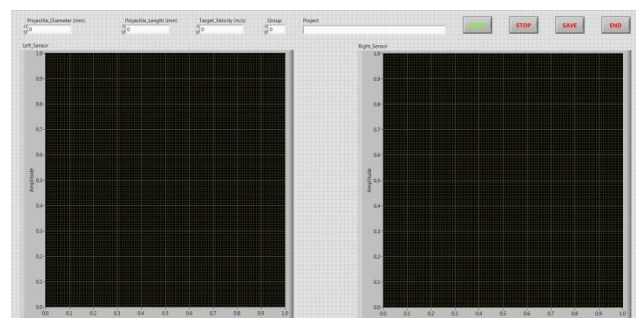 Projectile_Diameter (mm) Projectile_Length (mm) Target_Velocity (m/s) Group Project
0 0 0 0
STOP SAVE END
Left_Sensor Right_Sensor
1.0 1.0
0.9 0.9
0.8 0.8
0.7 0.7
0.6 0.6
0.5 0.5
0.4 0.4
0.3 0.3
0.2 0.2
0.1 0.1
0.0 0.0
Amplitude Amplitude
0.0 0.1 0.2 0.3 0.4 0.5 0.6 0.7 0.8 0.9 1.0 0.0 0.1 0.2 0.3 0.4 0.5 0.6 0.7 0.8 0.9 1.0